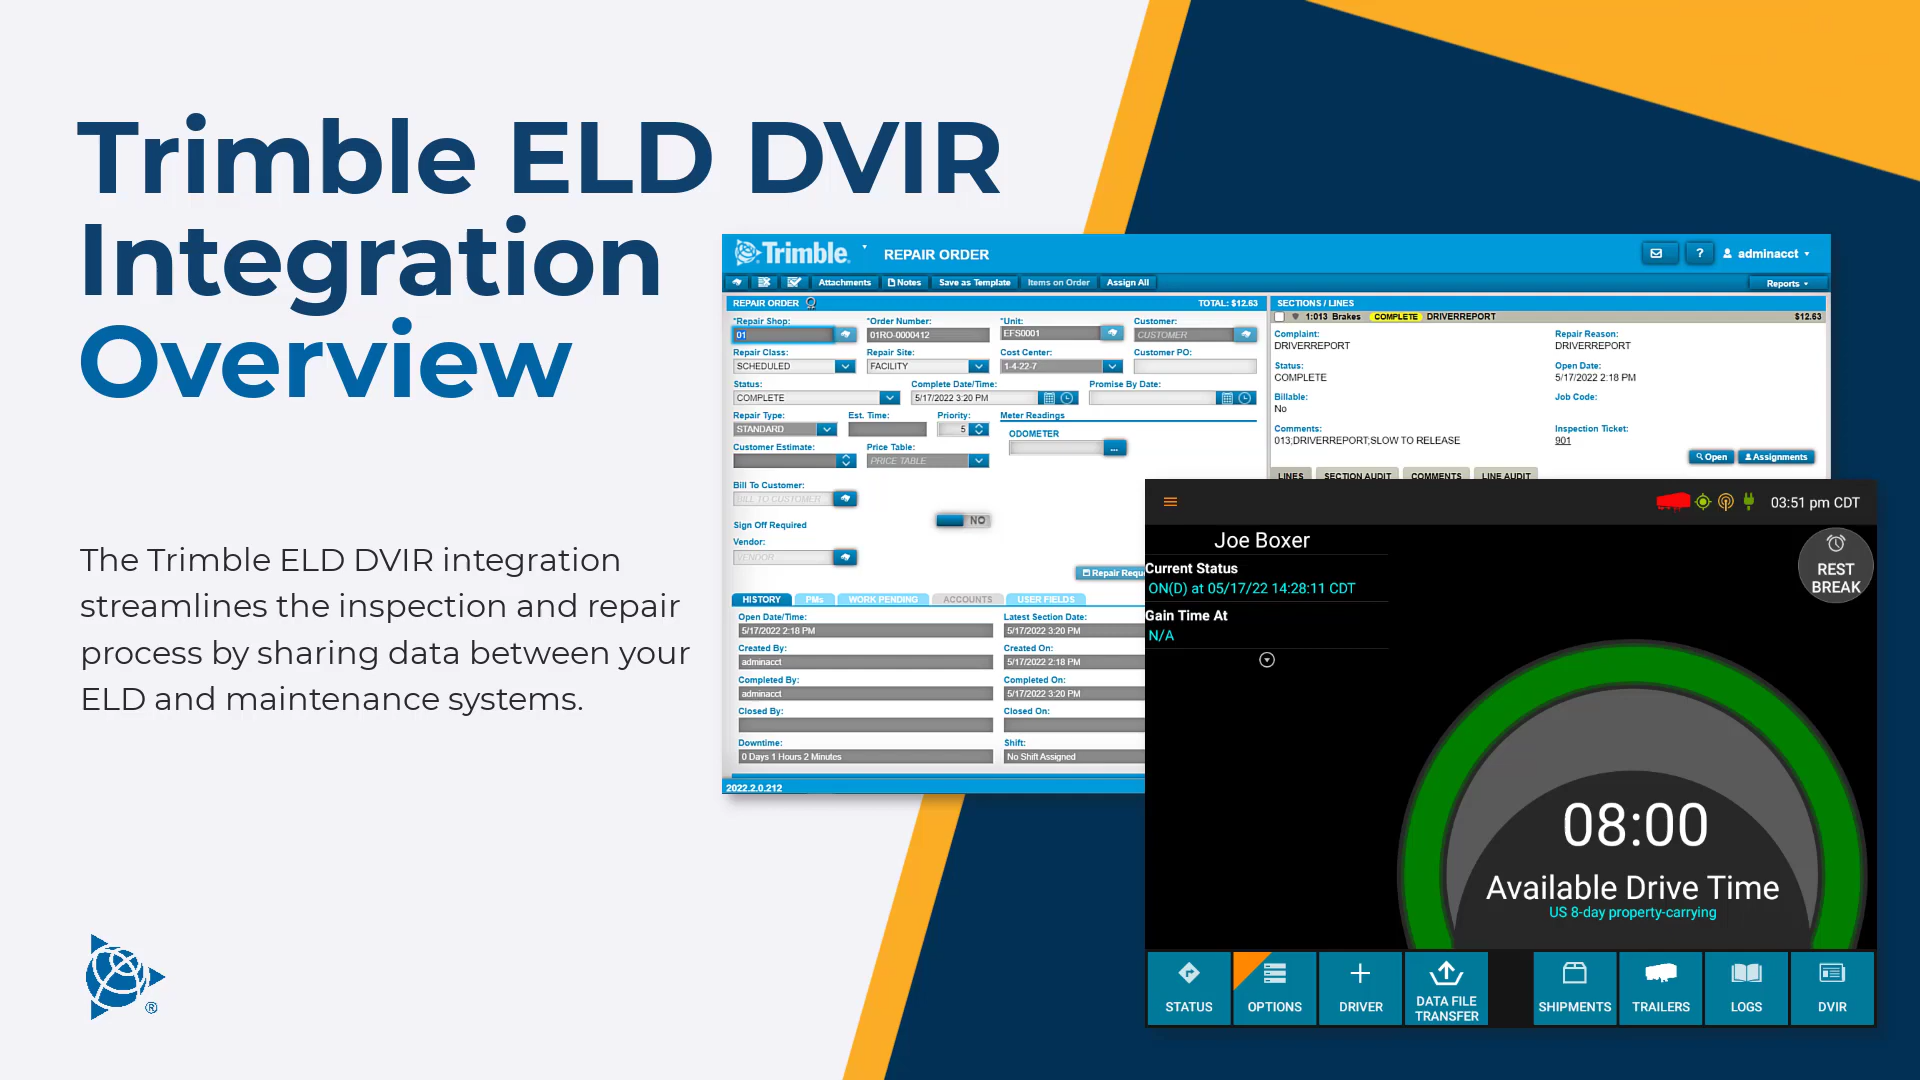 Trimble ELD DVIR
Integration
Overview
The Trimble ELD DVIR integration
streamlines the inspection and repair
process by sharing data between your
ELD and maintenance systems.
®
Trimble. REPAIR ORDER ? adminacct
Attachments Notes Save as Template Items on Order Assign All Reports
REPAIR ORDER TOTAL: $12.63
*Repair Shop: *Order Number: *Unit: Customer:
01 01RO-0000412 EFS0001 CUSTOMER
Repair Class: Repair Site: Cost Center: Customer PO:
SCHEDULED FACILITY 1-4-22-7
Status: Complete Date/Time: Promise By Date:
COMPLETE 5/17/2022 3:20 PM
Repair Type: Est. Time: Priority: Meter Readings
STANDARD 5 ODOMETER
...
Customer Estimate: Price Table:
PRICE TABLE
Bill To Customer:
BILL TO CUSTOMER
Sign Off Required NO
Vendor:
VENDOR
Repair Requ
HISTORY PMs WORK PENDING ACCOUNTS USER FIELDS
Open Date/Time: Latest Section Date:
5/17/2022 2:18 PM 5/17/2022 3:20 PM
Created By: Created On:
adminacct 5/17/2022 2:18 PM
Completed By: Completed On:
adminacct 5/17/2022 3:20 PM
Closed By: Closed On:
Downtime: Shift:
0 Days 1 Hours 2 Minutes No Shift Assigned
2022.2.0.212
SECTIONS / LINES
1:013 Brakes COMPLETE DRIVERREPORT $12.63
Complaint: Repair Reason:
DRIVERREPORT DRIVERREPORT
Status: Open Date:
COMPLETE 5/17/2022 2:18 PM
Billable: Job Code:
No
Comments: Inspection Ticket:
013;DRIVERREPORT;SLOW TO RELEASE 901
Open Assignments
LINES SECTION AUDIT COMMENTS LINE AUDIT
03:51 pm CDT
Joe Boxer
Current Status
ON(D) at 05/17/22 14:28:11 CDT
Gain Time At
N/A
REST
BREAK
08:00
Available Drive Time
US 8-day property-carrying
STATUS OPTIONS DRIVER DATA FILE TRANSFER SHIPMENTS TRAILERS LOGS DVIR